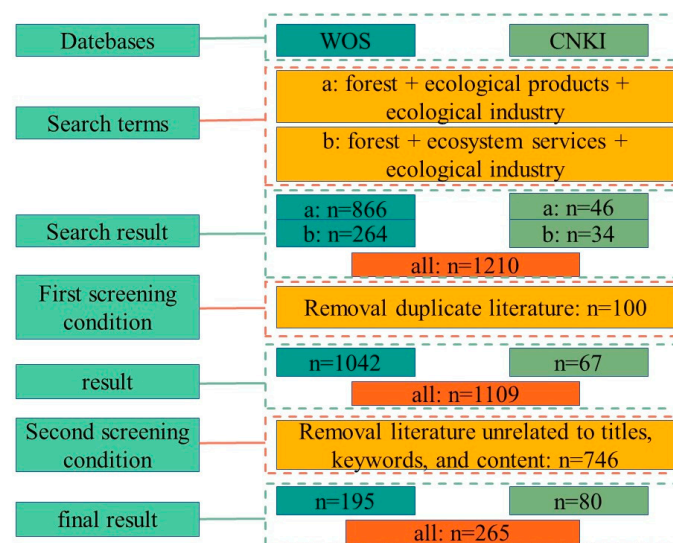 Datebases
WOS
CNKI
Search terms
a: forest + ecological products +
ecological industry
b: forest + ecosystem services +
ecological industry
Search result
a: n=866
b: n=264
a: n=46
b: n=34
all: n=1210
First screening
condition
Removal duplicate literature: n=100
result
n=1042
n=67
all: n=1109
Second screening
condition
Removal literature unrelated to titles,
keywords, and content: n=746
final result
n=195
n=80
all: n=265